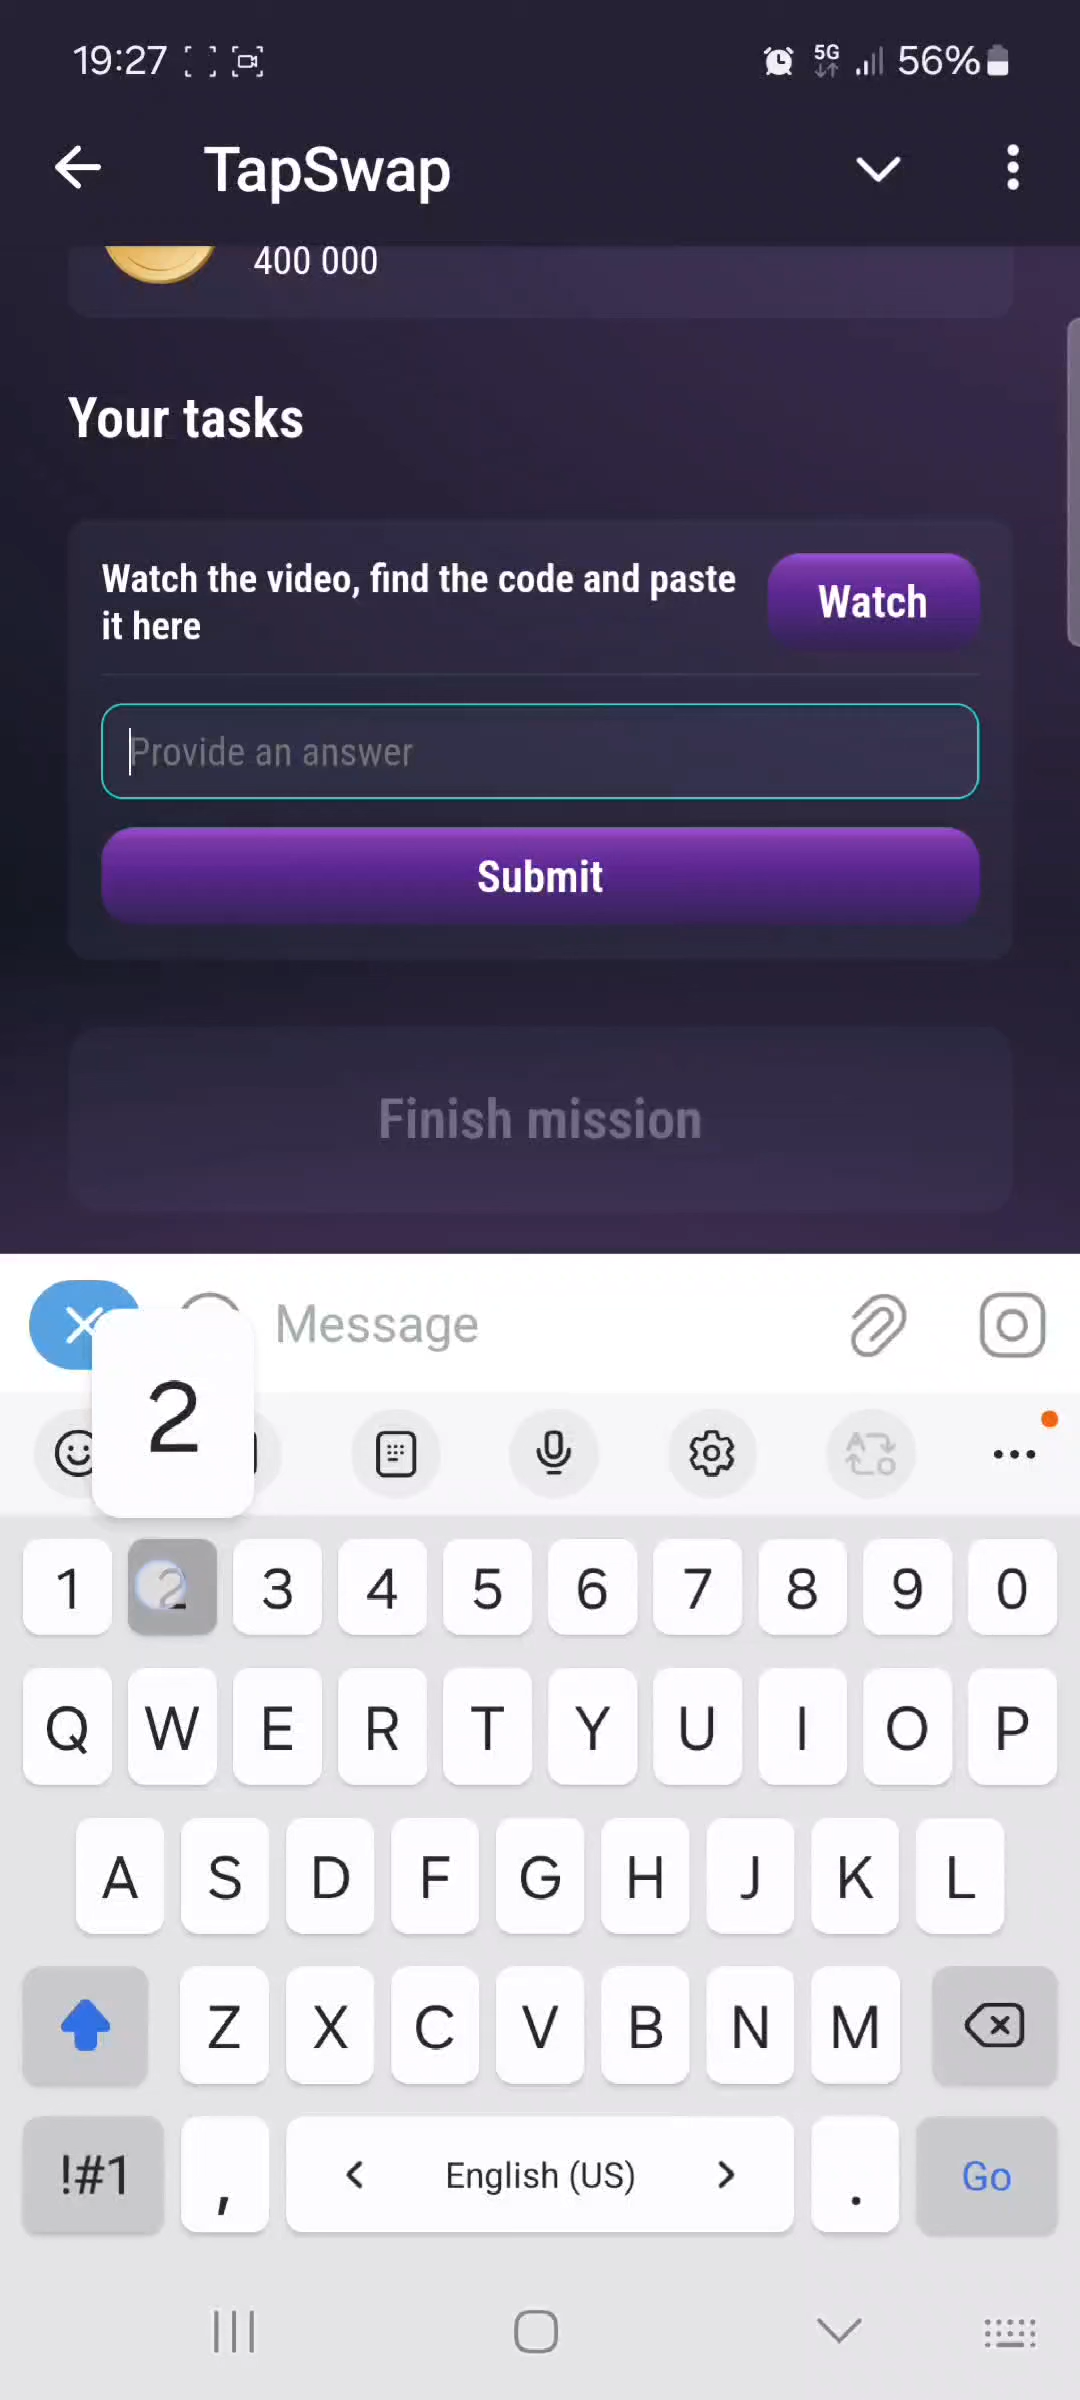 19:27 5G 56%
TapSwap
400 000
Your tasks
Watch the video, find the code and paste
it here
Watch
Provide an answer
Submit
Finish mission
Message
2
1 2 3 4 5 6 7 8 9 0
Q W E R T Y U I O P
A S D F G H J K L
Z X C V B N M
!#1 , < English (US) > . Go